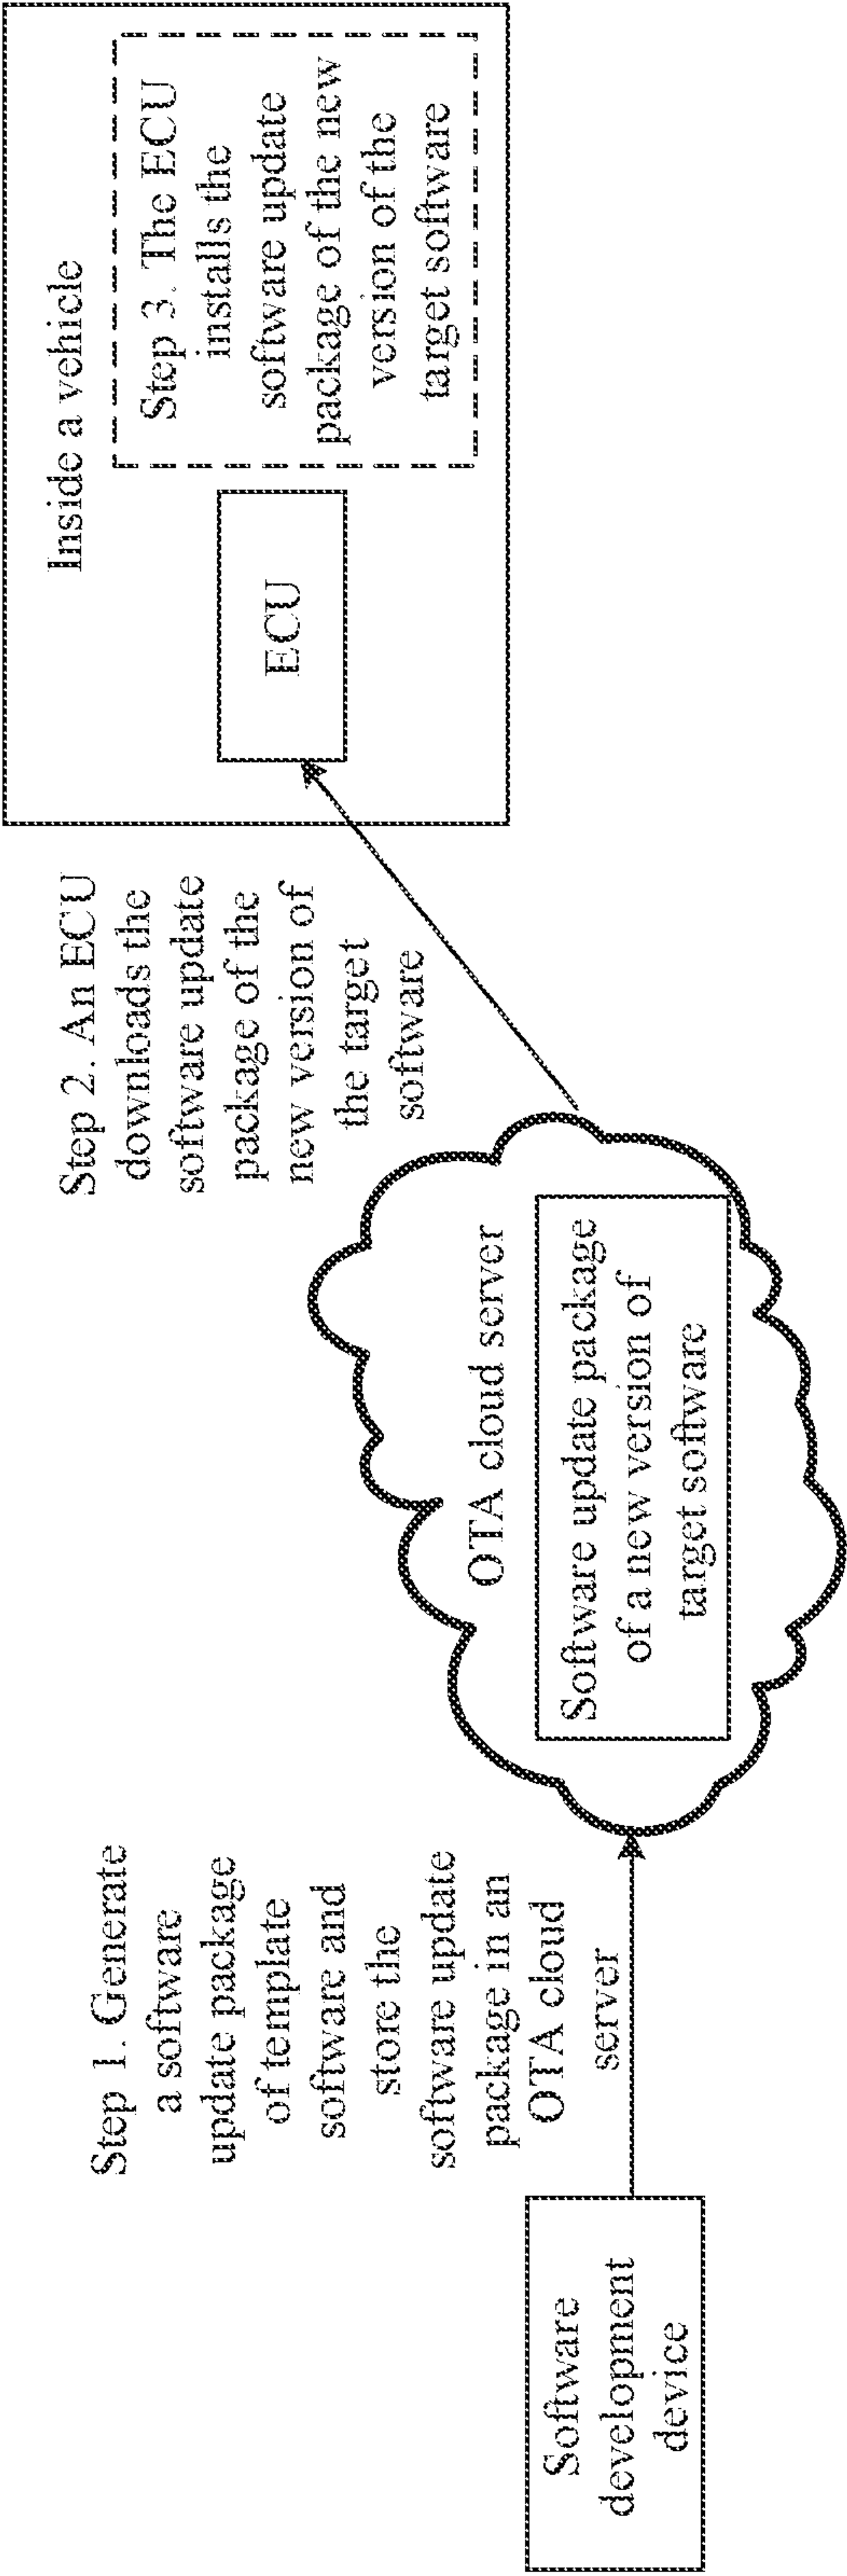 Software
development
device
Step 1. Generate
a software
update package
of template
software and
store the
software update
package in an
OTA cloud
server
OTA cloud server
Software update package
of a new version of
target software
Step 2. An ECU
downloads the
software update
package of the
new version of
the target
software
Inside a vehicle
ECU
Step 3. The ECU
installs the
software update
package of the new
version of the
target software